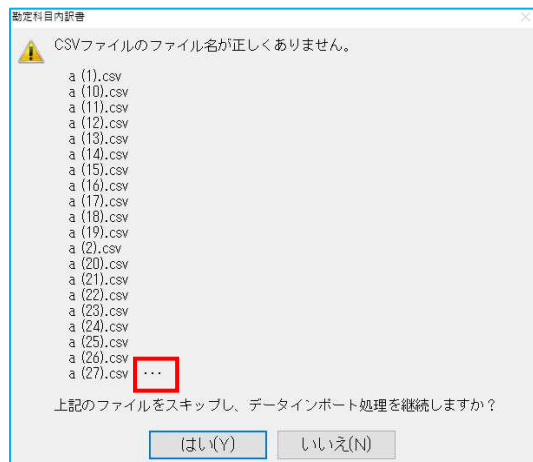 勘定科目内訳書
CSVファイルのファイル名が正しくありません。
a (1).csv
a (10).csv
a (11).csv
a (12).csv
a (13).csv
a (14).csv
a (15).csv
a (16).csv
a (17).csv
a (18).csv
a (19).csv
a (2).csv
a (20).csv
a (21).csv
a (22).csv
a (23).csv
a (24).csv
a (25).csv
a (26).csv
a (27).csv ...
上記のファイルをスキップし、データインポート処理を継続しますか？
はい(Y) いいえ(N)